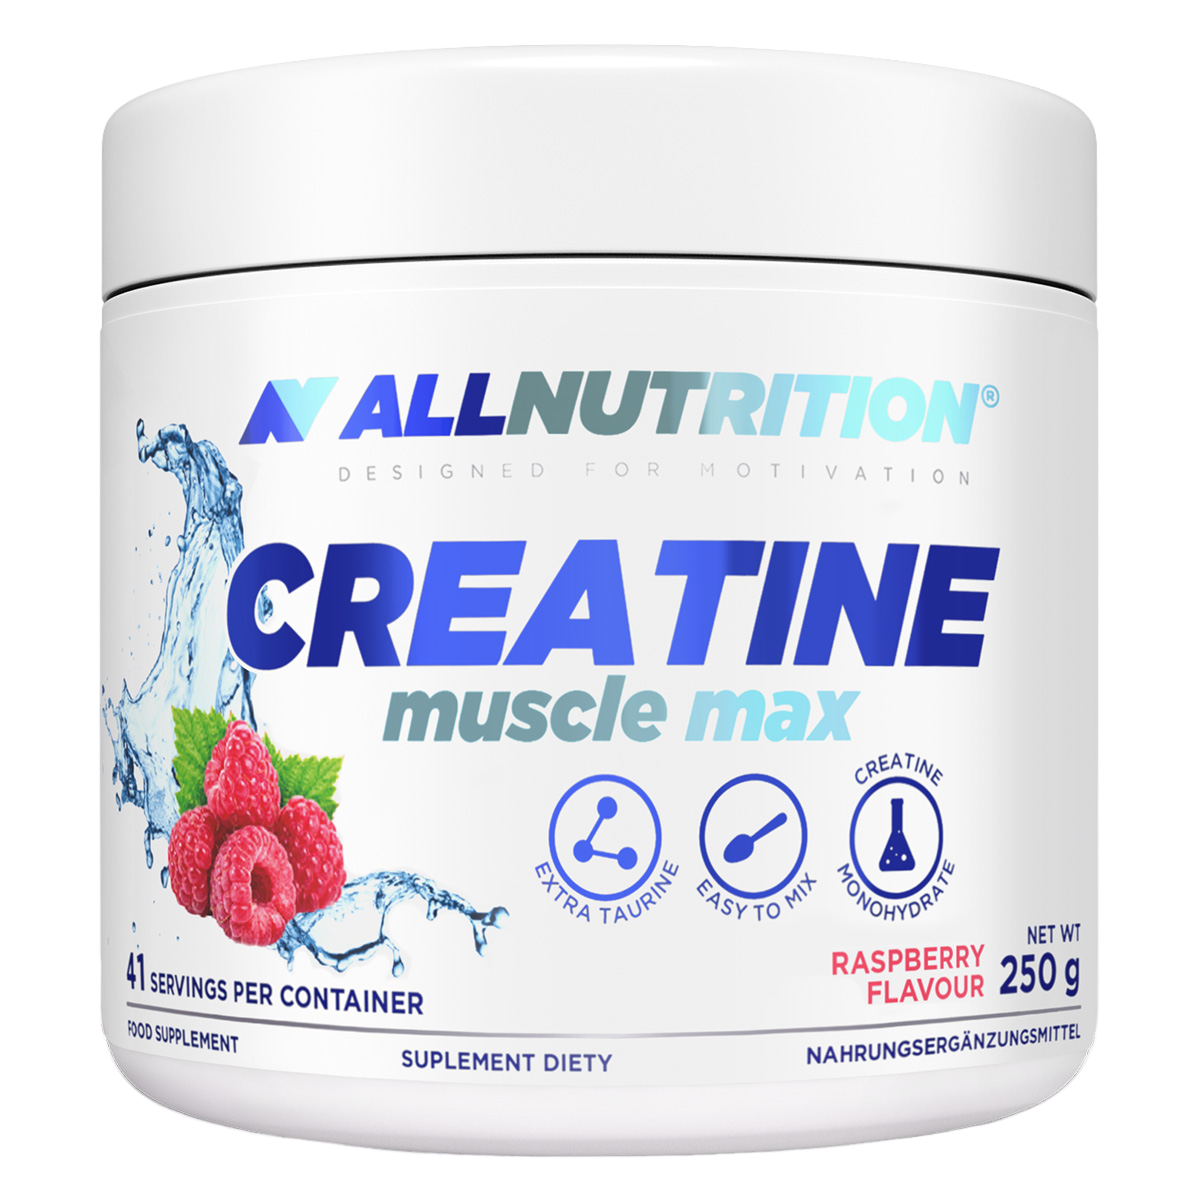 ALLNUTRITION®
DESIGNED FOR MOTIVATION
CREATINE
muscle max
EXTRA TAURINE
EASY TO MIX
CREATINE
MONOHYDRATE
41 SERVINGS PER CONTAINER
RASPBERRY
FLAVOUR
NET WT
250 g
FOOD SUPPLEMENT
SUPLEMENT DIETY
NAHRUNGSERGÄNZUNGSMITTEL